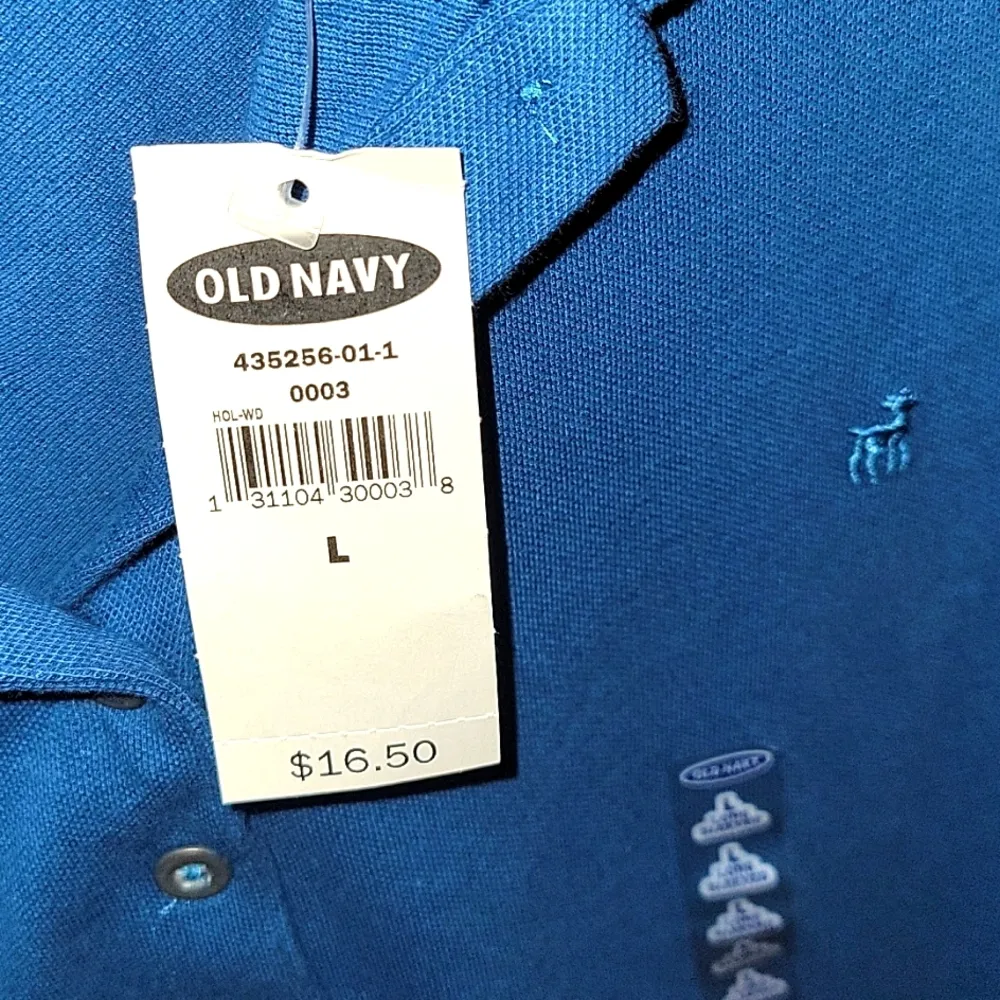 OLD NAVY
435256-01-1
0003
HOL-WD
1 31104 30003 8
L
$16.50
OLD NAVY
L
L
L